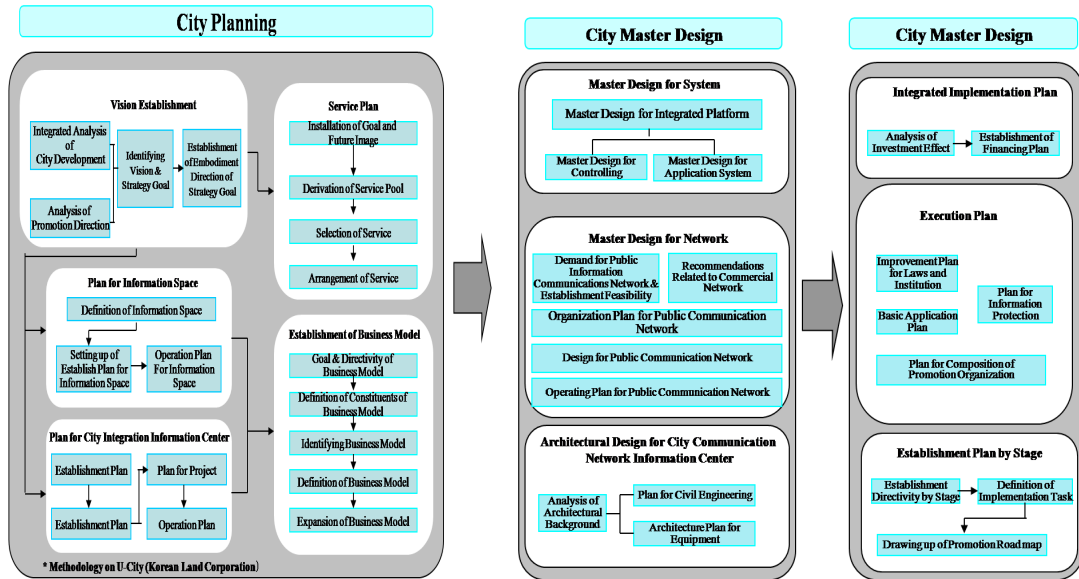 City Planning
Vision Establishment
Integrated Analysis
of
City Development
Analysis of
Promotion Direction
Identifying
Vision &
Strategy Goal
Establishment
of Embodiment
Direction of
Strategy Goal
Service Plan
Installation of Goal and
Future Image
Derivation of Service Pool
Selection of Service
Arrangement of Service
Plan for Information Space
Definition of Information Space
Setting up of
Establish Plan for
Information Space
Operation Plan
For Information
Space
Plan for City Integration Information Center
Establishment Plan
Plan for Project
Establishment Plan
Operation Plan
Establishment of Business Model
Goal & Directivity of
Business Model
Definition of Constituents of
Business Model
Identifying Business Model
Definition of Business Model
Expansion of Business Model
* Methodology on U-City (Korean Land Corporation)
City Master Design
Master Design for System
Master Design for Integrated Platform
Master Design for
Controlling
Master Design for
Application System
Master Design for Network
Demand for Public
Information
Communications Network &
Establishment Feasibility
Recommendations
Related to Commercial
Network
Organization Plan for Public Communication
Network
Design for Public Communication Network
Operating Plan for Public Communication Network
Architectural Design for City Communication
Network Information Center
Analysis of
Architectural
Background
Plan for Civil Engineering
Architecture Plan for
Equipment
City Master Design
Integrated Implementation Plan
Analysis of
Investment Effect
Establishment of
Financing Plan
Execution Plan
Improvement Plan
for Laws and
Institution
Basic Application
Plan
Plan for
Information
Protection
Plan for Composition of
Promotion Organization
Establishment Plan by Stage
Establishment
Directivity by Stage
Definition of
Implementation Task
Drawing up of Promotion Roadmap